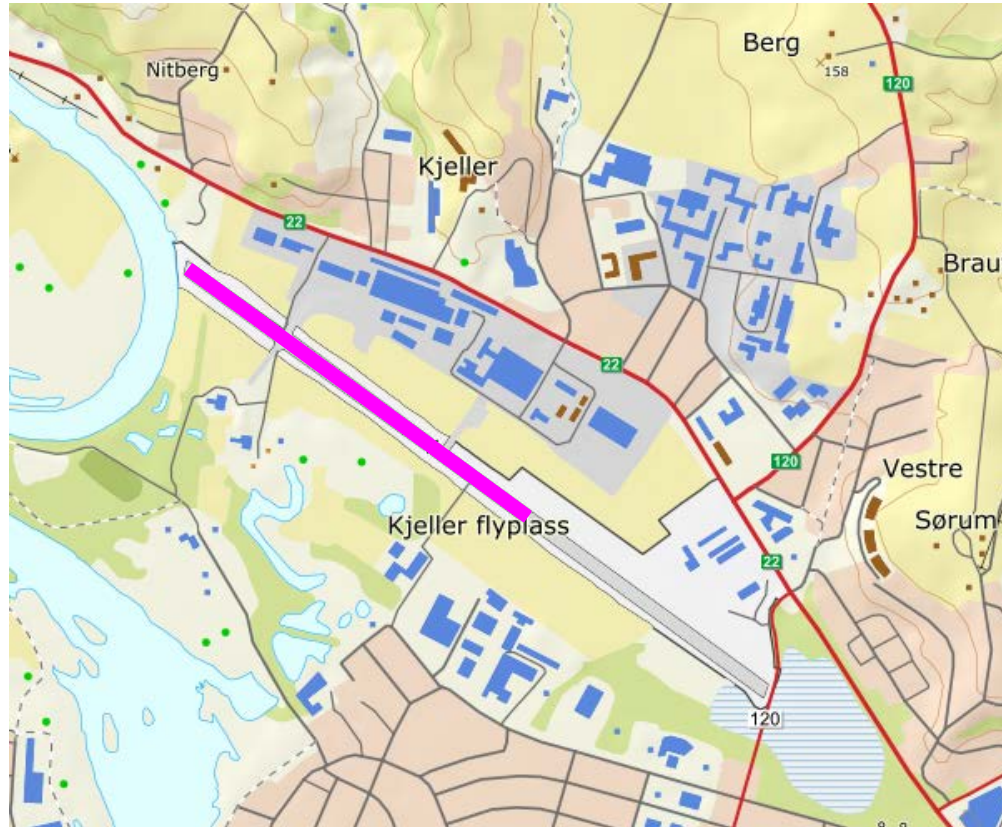 Berg
158
120
Nitberg
Kjeller
22
Brau
22
120
Vestre
Sørum
Kjeller flyplass
22
120